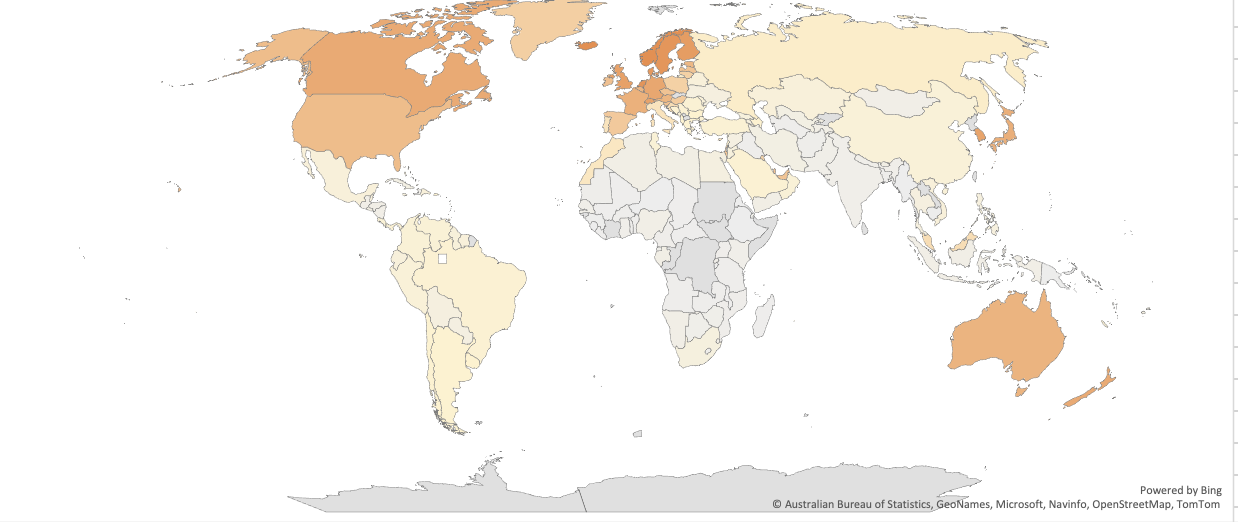 Powered by Bing
© Australian Bureau of Statistics, GeoNames, Microsoft, Navinfo, OpenStreetMap, TomTom